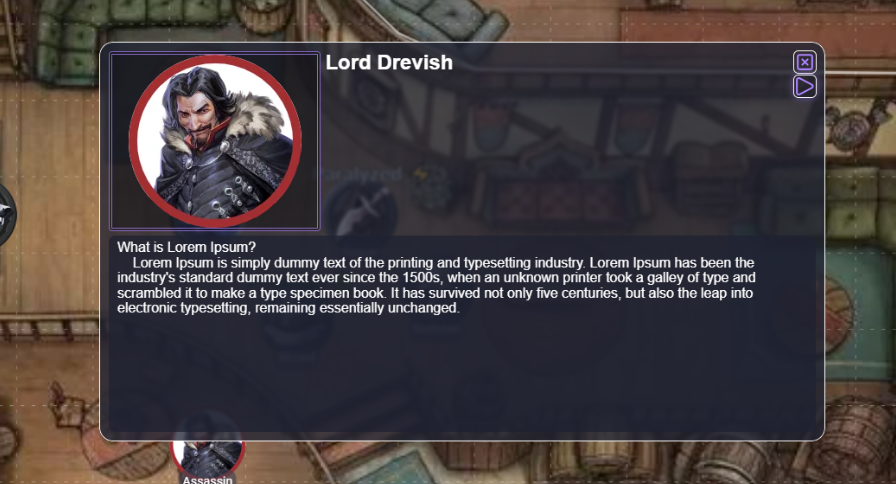 Lord Drevish
Paralyzed
What is Lorem Ipsum?
Lorem Ipsum is simply dummy text of the printing and typesetting industry. Lorem Ipsum has been the
industry's standard dummy text ever since the 1500s, when an unknown printer took a galley of type and
scrambled it to make a type specimen book. It has survived not only five centuries, but also the leap into
electronic typesetting, remaining essentially unchanged.
Assassin